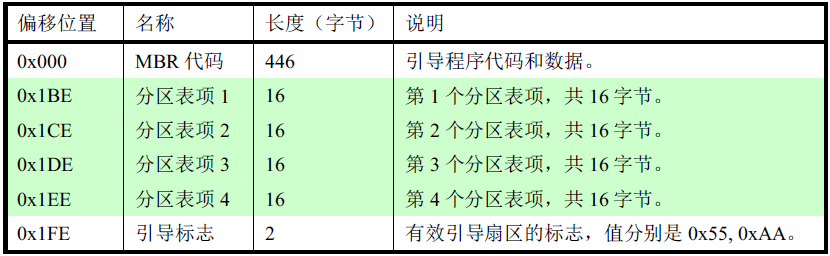 偏移位置 名称 长度（字节） 说明
0x000 MBR 代码 446 引导程序代码和数据。
0x1BE 分区表项 1 16 第 1 个分区表项，共 16 字节。
0x1CE 分区表项 2 16 第 2 个分区表项，共 16 字节。
0x1DE 分区表项 3 16 第 3 个分区表项，共 16 字节。
0x1EE 分区表项 4 16 第 4 个分区表项，共 16 字节。
0x1FE 引导标志 2 有效引导扇区的标志，值分别是 0x55, 0xAA。